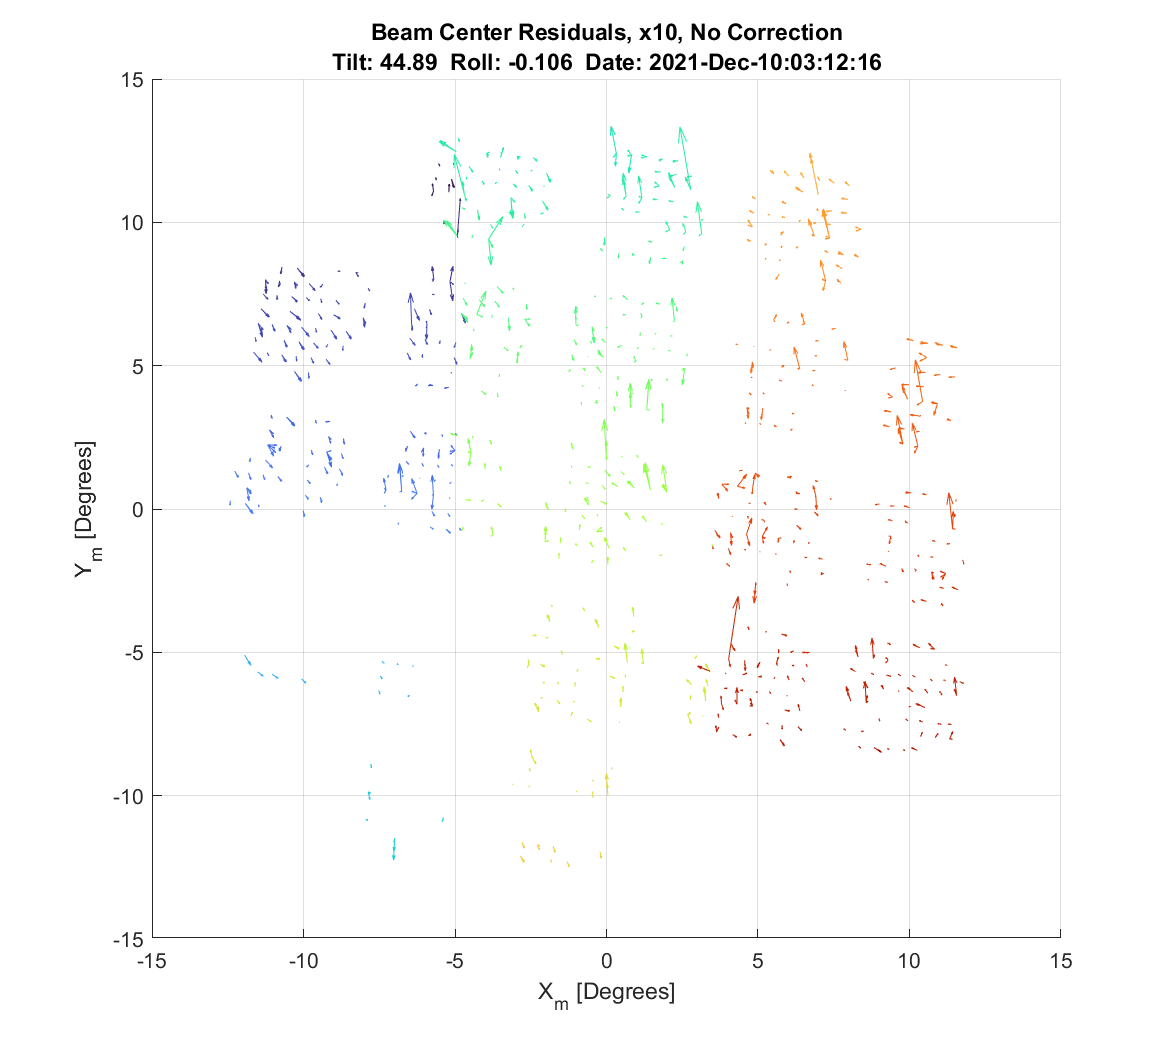 Beam Center Residuals, x10, No Correction
Tilt: 44.89  Roll: -0.106  Date: 2021-Dec-10:03:12:16
15
10
5
0
-5
-10
-15
Y_m [Degrees]
-15 -10 -5 0 5 10 15
X_m [Degrees]